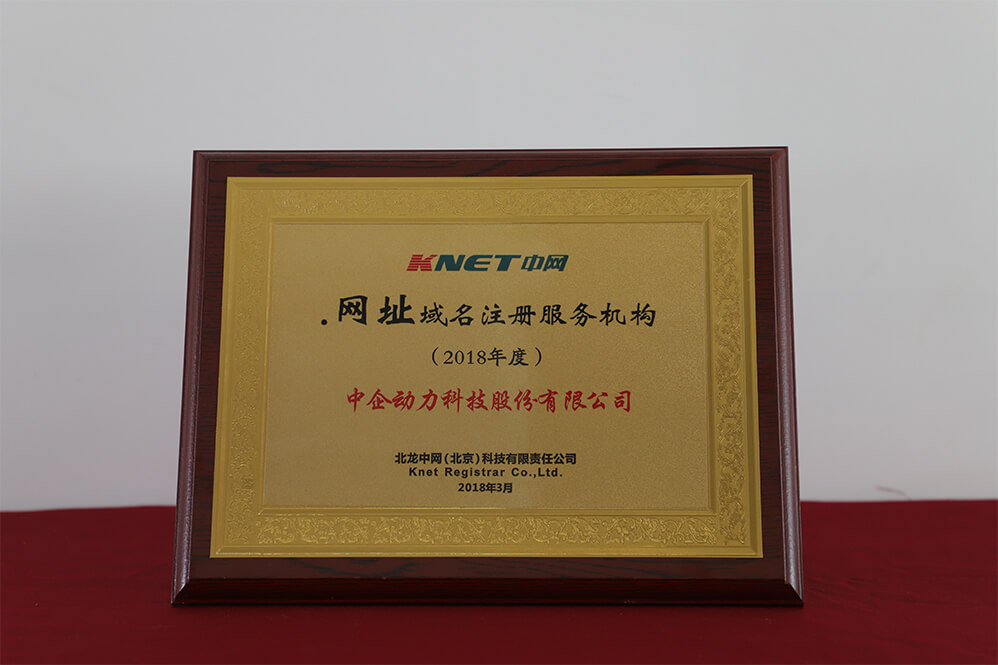 KNET中网
.网址域名注册服务机构
（2018年度）
中企动力科技股份有限公司
北龙中网（北京）科技有限责任公司
Knet Registrar Co.,Ltd.
2018年3月